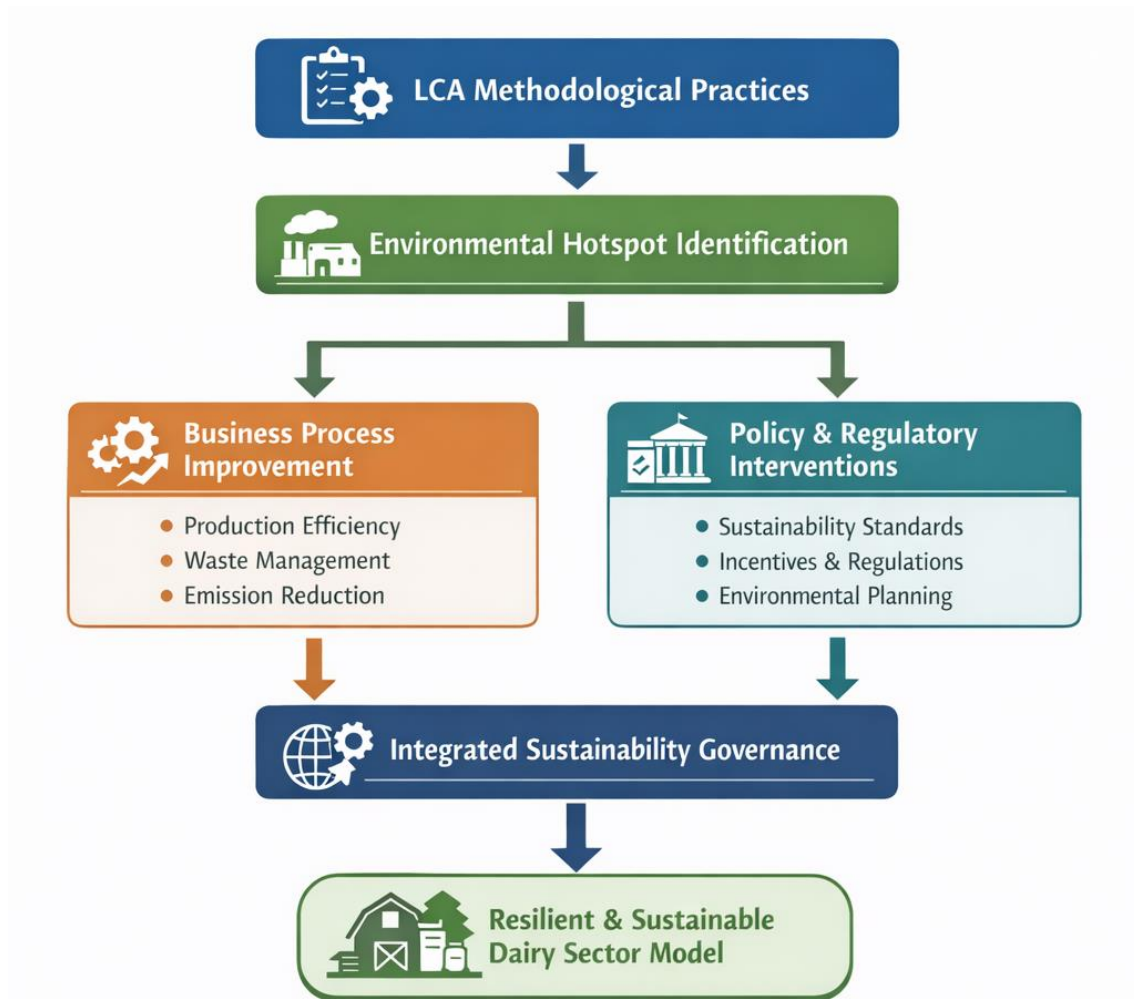 LCA Methodological Practices
Environmental Hotspot Identification
Business Process
Improvement
• Production Efficiency
• Waste Management
• Emission Reduction
Policy & Regulatory
Interventions
• Sustainability Standards
• Incentives & Regulations
• Environmental Planning
Integrated Sustainability Governance
Resilient & Sustainable
Dairy Sector Model